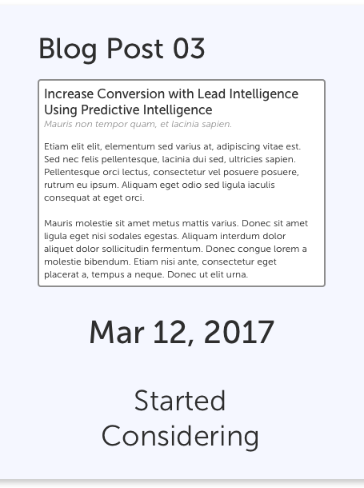 Blog Post 03
Increase Conversion with Lead Intelligence
Using Predictive Intelligence
Mauris non tempor quam, et lacinia sapien.
Etiam elit elit, elementum sed varius at, adipiscing vitae est.
Sed nec felis pellentesque, lacinia dui sed, ultricies sapien.
Pellentesque orci lectus, consectetur vel posuere posuere,
rutrum eu ipsum. Aliquam eget odio sed ligula iaculis
consequat at eget orci.
Mauris molestie sit amet metus mattis varius. Donec sit amet
ligula eget nisi sodales egestas. Aliquam interdum dolor
aliquet dolor sollicitudin fermentum. Donec congue lorem a
molestie bibendum. Etiam nisi ante, consectetur eget
placerat a, tempus a neque. Donec ut elit urna.
Mar 12, 2017
Started
Considering